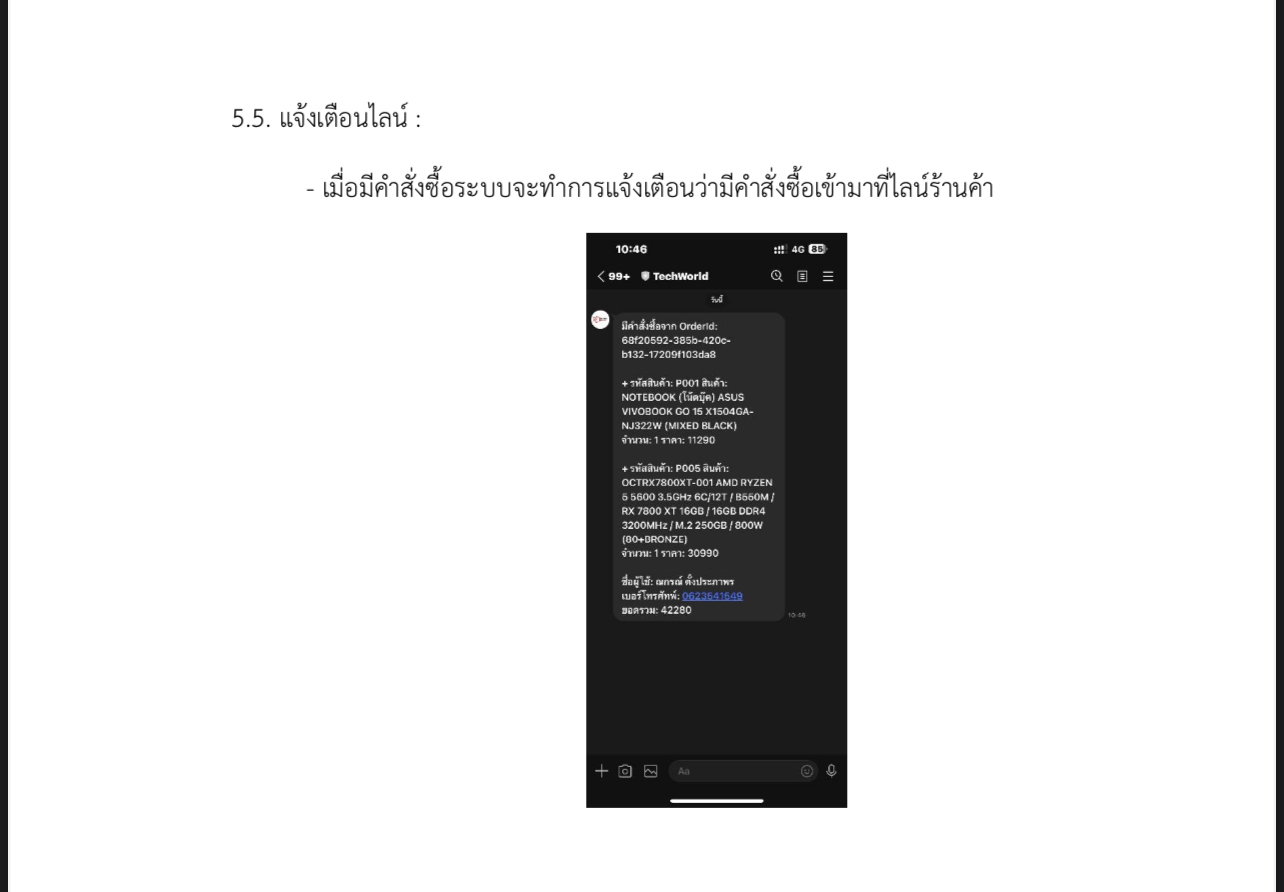 5.5. แจ้งเตือนไลน์ :
- เมื่อมีคำสั่งซื้อระบบจะทำการแจ้งเตือนว่ามีคำสั่งซื้อเข้ามาที่ไลน์ร้านค้า
10:46
4G 85
99+ TechWorld
วันนี้
มีคำสั่งซื้อจาก OrderId:
68f20592-385b-420c-
b132-17209f103da8
+ รหัสสินค้า: P001 สินค้า:
NOTEBOOK (โน้ตบุ๊ค) ASUS
VIVOBOOK GO 15 X1504GA-
NJ322W (MIXED BLACK)
จำนวน: 1 ราคา: 11290
+ รหัสสินค้า: P005 สินค้า:
OCTRX7800XT-001 AMD RYZEN
5 5600 3.5GHz 6C/12T / B550M /
RX 7800 XT 16GB / 16GB DDR4
3200MHz / M.2 250GB / 800W
(80+BRONZE)
จำนวน: 1 ราคา: 30990
ชื่อผู้ใช้: ณกรณ์ ตั้งประภาพร
เบอร์โทรศัพท์: 0623541549
ยอดรวม: 42280
10:46
Aa